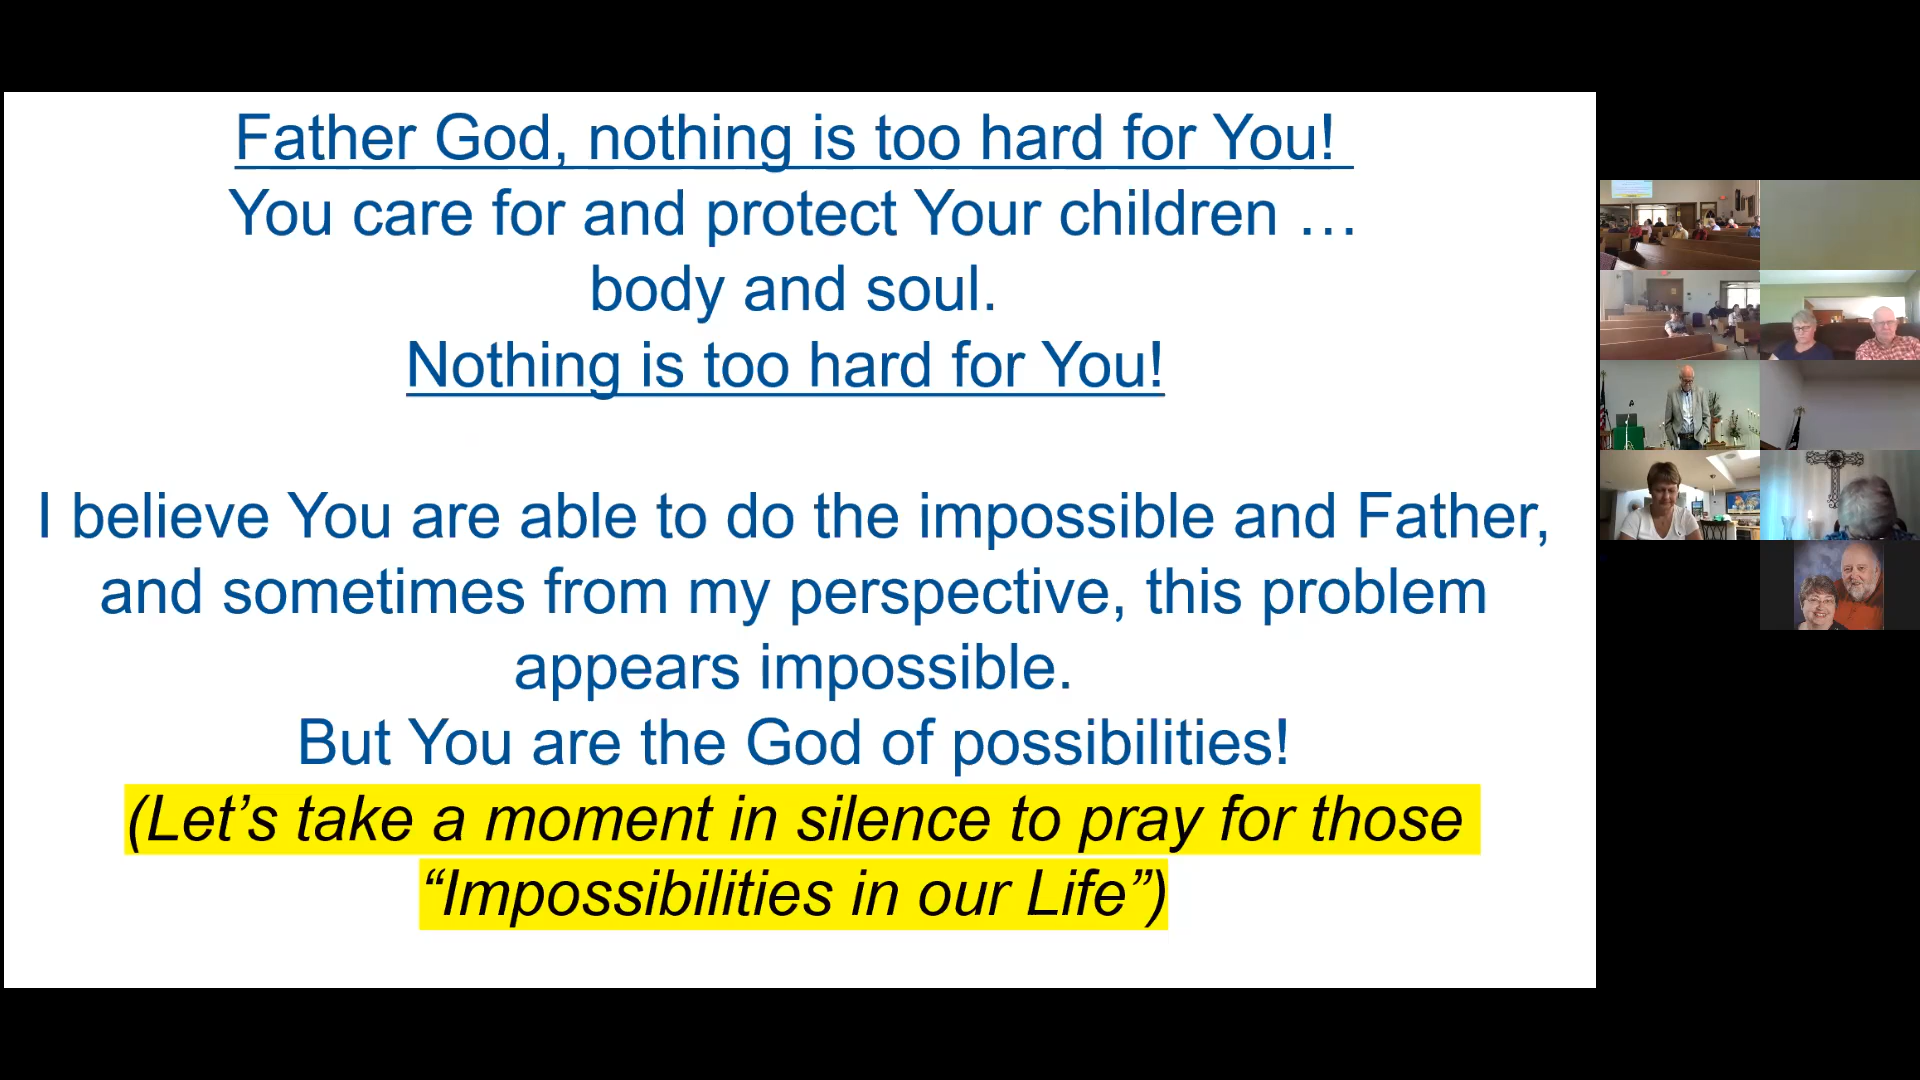 Father God, nothing is too hard for You!
You care for and protect Your children …
body and soul.
Nothing is too hard for You!
I believe You are able to do the impossible and Father,
and sometimes from my perspective, this problem
appears impossible.
But You are the God of possibilities!
(Let’s take a moment in silence to pray for those
“Impossibilities in our Life”)